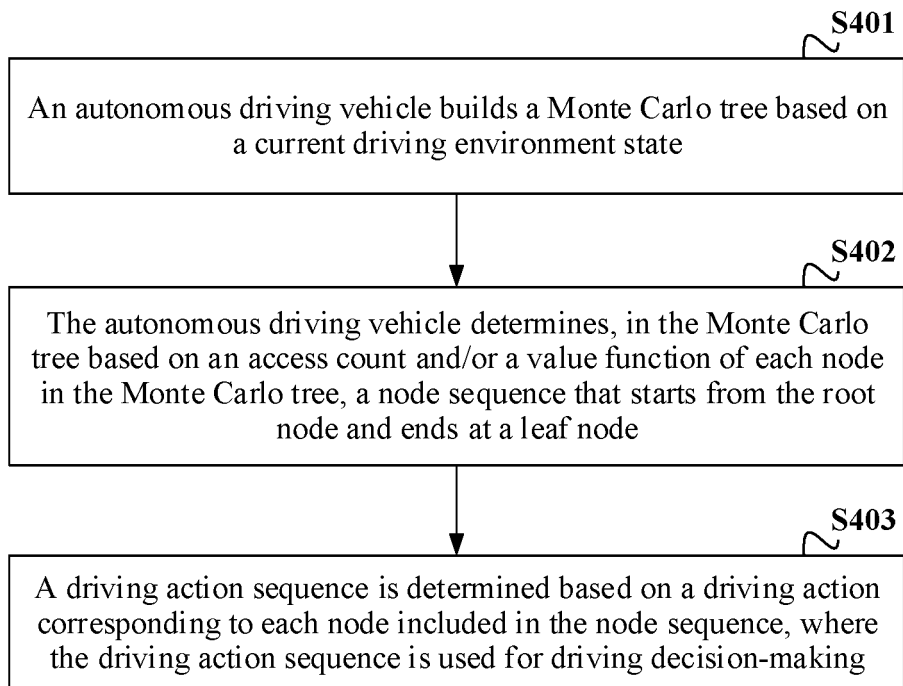 S401
An autonomous driving vehicle builds a Monte Carlo tree based on
a current driving environment state
S402
The autonomous driving vehicle determines, in the Monte Carlo
tree based on an access count and/or a value function of each node
in the Monte Carlo tree, a node sequence that starts from the root
node and ends at a leaf node
S403
A driving action sequence is determined based on a driving action
corresponding to each node included in the node sequence, where
the driving action sequence is used for driving decision-making